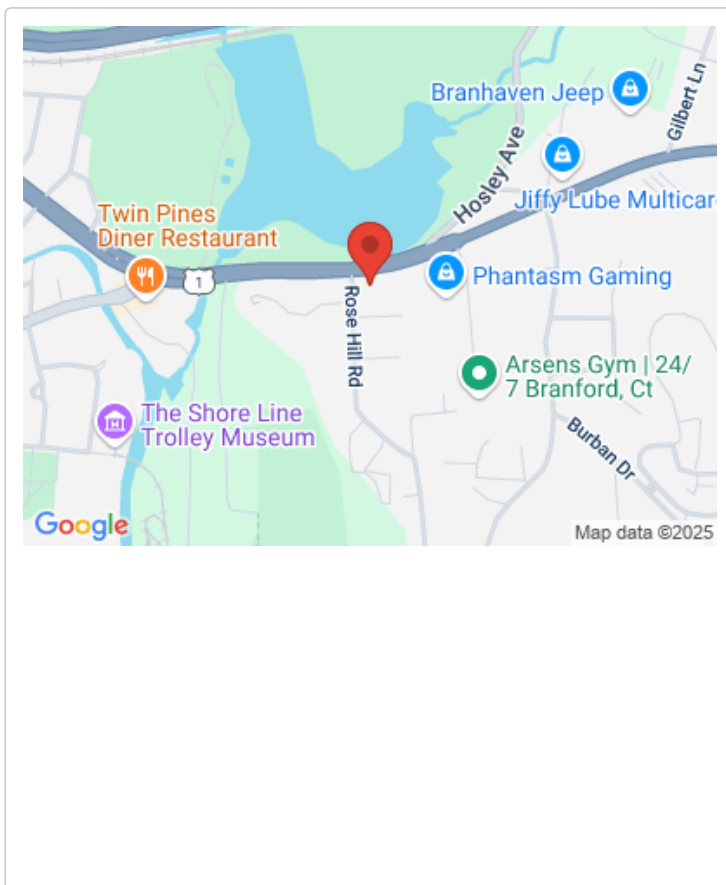 Gilbert Ln
Branhaven Jeep
Hosley Ave
Jiffy Lube Multicar
Twin Pines
Diner Restaurant
1
Phantasm Gaming
Rose Hill Rd
Arsens Gym | 24/
7 Branford, Ct
The Shore Line
Trolley Museum
Burban Dr
Google
Map data ©2025